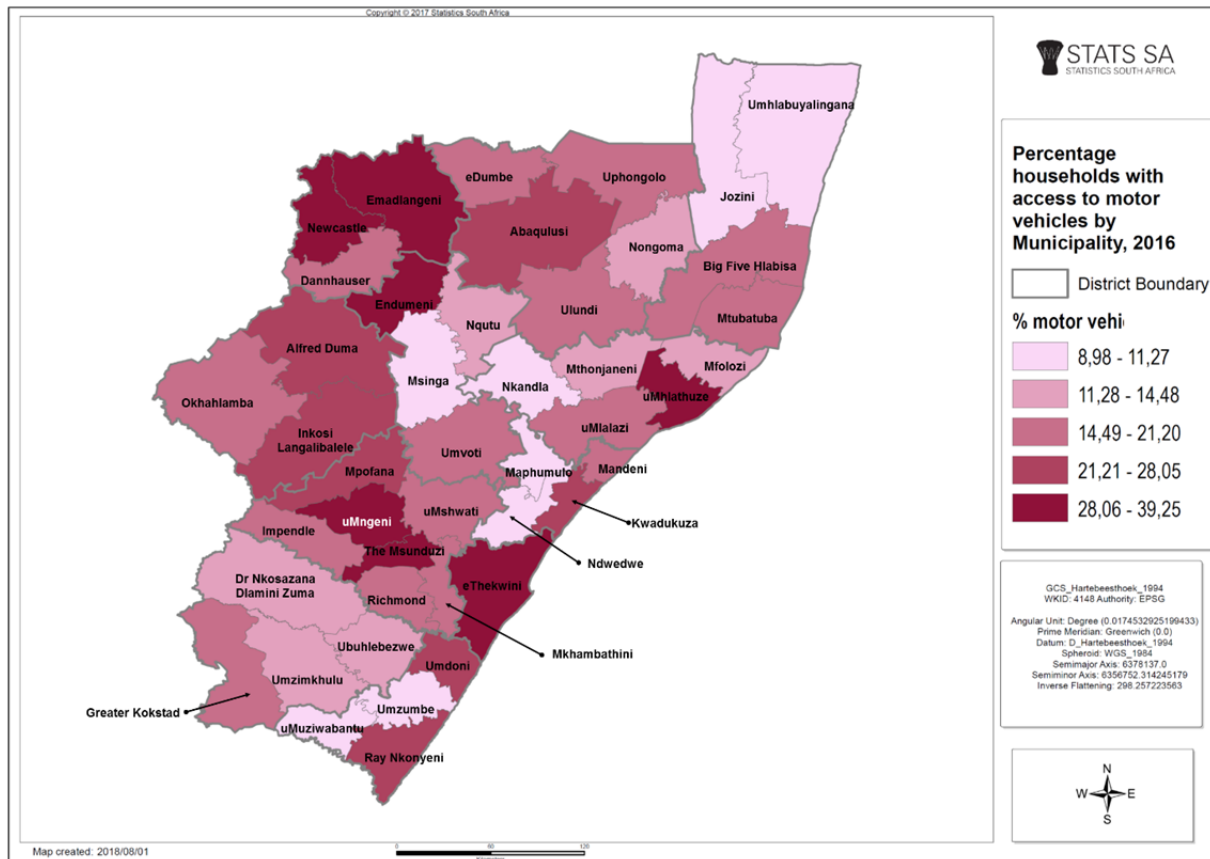 Copyright © 2017 Statistics South Africa
STATS SA
STATISTICS SOUTH AFRICA
Umhlabuyalingana
eDumbe
Uphongolo
Emadlangeni
Jozini
Newcastle
Abaqulusi
Nongoma
Big Five Hlabisa
Dannhauser
Endumeni
Ulundi
Mtubatuba
Nqutu
Alfred Duma
Mthonjaneni
Mfolozi
Msinga
Nkandla
uMhlathuze
Okhahlamba
uMlalazi
Inkosi
Langalibalele
Umvoti
Mpofana
Maphumulo
Mandeni
uMshwati
Kwadukuza
uMngeni
Impendle
The Msunduzi
Ndwedwe
Dr Nkosazana
Dlamini Zuma
eThekwini
Richmond
Ubuhlebezwe
Mkhambathini
Umdoni
Umzimkhulu
Umzumbe
Greater Kokstad
uMuziwabantu
Ray Nkonyeni
Percentage
households with
access to motor
vehicles by
Municipality, 2016
District Boundary
% motor vehi
8,98 - 11,27
11,28 - 14,48
14,49 - 21,20
21,21 - 28,05
28,06 - 39,25
GCS_Hartebeesthoek_1994
WKID: 4148 Authority: EPSG
Angular Unit: Degree (0.0174532925199433)
Prime Meridian: Greenwich (0.0)
Datum: D_Hartebeesthoek_1994
Spheroid: WGS_1984
Semimajor Axis: 6378137.0
Semiminor Axis: 6356752.314245179
Inverse Flattening: 298.257223563
N
W E
S
Map created: 2018/08/01
0 60 120